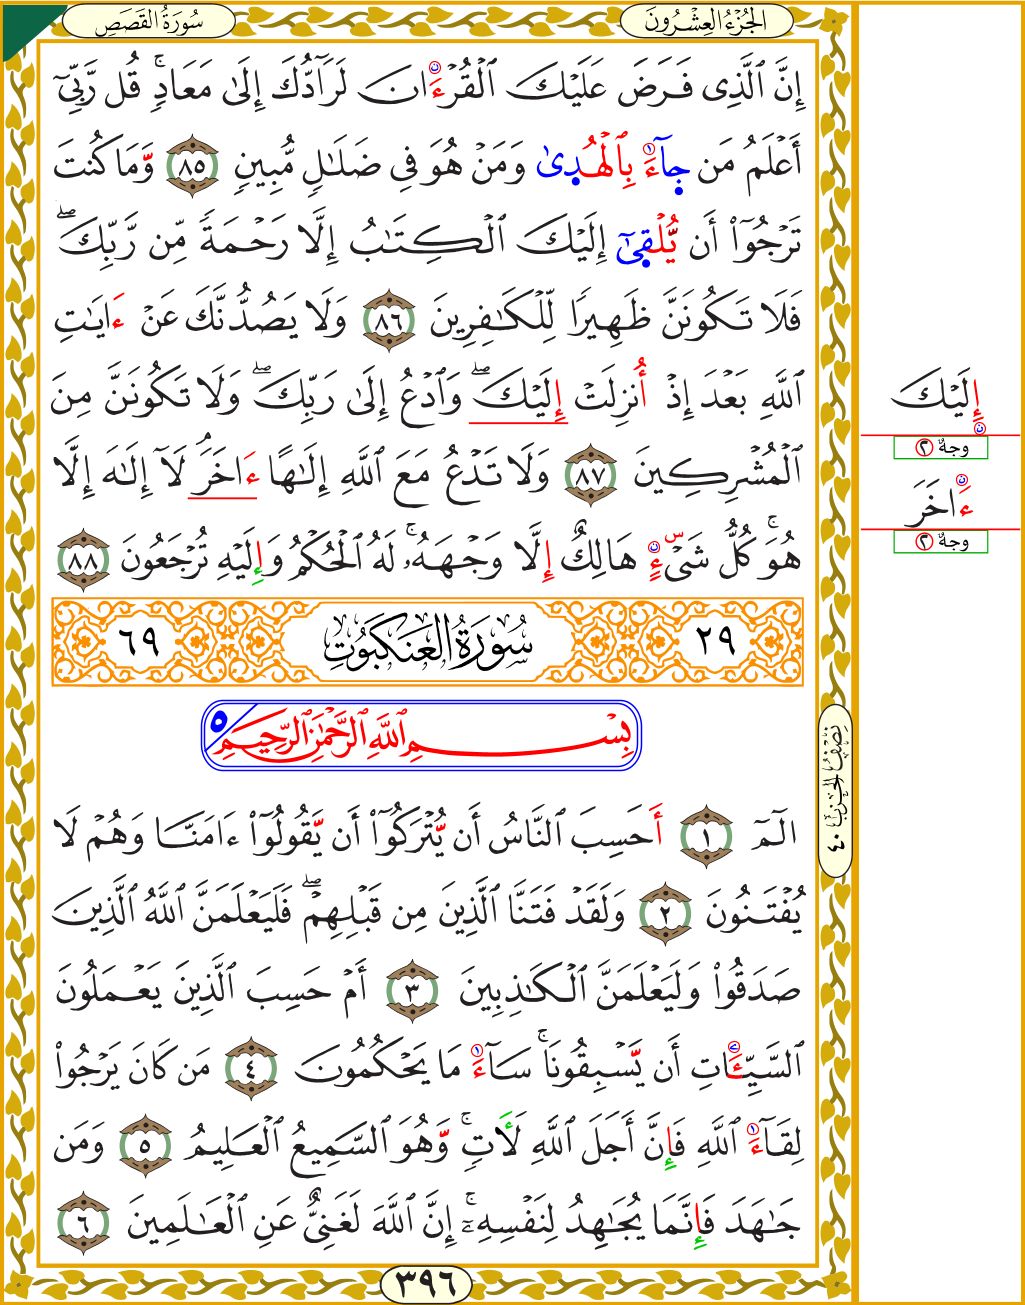 الجُزْءُ العِشْرُونَ
سُورَةُ القَصَصِ
إِنَّ ٱلَّذِى فَرَضَ عَلَيْكَ ٱلْقُرْءَانَ لَرَآدُّكَ إِلَىٰ مَعَادٍ ۚ قُل رَّبِّىٓ
أَعْلَمُ مَن جَآءَ بِٱلْهُدَىٰ وَمَنْ هُوَ فِى ضَلَـٰلٍ مُّبِينٍ ٨٥ وَمَا كُنتَ
تَرْجُوٓا۟ أَن يُلْقَىٰٓ إِلَيْكَ ٱلْكِتَـٰبُ إِلَّا رَحْمَةً مِّن رَّبِّكَ ۖ
فَلَا تَكُونَنَّ ظَهِيرًا لِّلْكَـٰفِرِينَ ٨٦ وَلَا يَصُدُّنَّكَ عَنْ ءَايَـٰتِ
ٱللَّهِ بَعْدَ إِذْ أُنزِلَتْ إِلَيْكَ ۖ وَٱدْعُ إِلَىٰ رَبِّكَ ۖ وَلَا تَكُونَنَّ مِنَ
ٱلْمُشْرِكِينَ ٨٧ وَلَا تَدْعُ مَعَ ٱللَّهِ إِلَـٰهًا ءَاخَرَ ۘ لَآ إِلَـٰهَ إِلَّا
هُوَ ۚ كُلُّ شَىْءٍ هَالِكٌ إِلَّا وَجْهَهُۥ ۚ لَهُ ٱلْحُكْمُ وَإِلَيْهِ تُرْجَعُونَ ٨٨
٢٩ سُورَةُ العَنكَبُوتِ ٦٩
بِسْمِ ٱللَّهِ ٱلرَّحْمَـٰنِ ٱلرَّحِيمِ ٥
الٓمٓ ١ أَحَسِبَ ٱلنَّاسُ أَن يُتْرَكُوٓا۟ أَن يَقُولُوٓا۟ ءَامَنَّا وَهُمْ لَا
يُفْتَنُونَ ٢ وَلَقَدْ فَتَنَّا ٱلَّذِينَ مِن قَبْلِهِمْ ۖ فَلَيَعْلَمَنَّ ٱللَّهُ ٱلَّذِينَ
صَدَقُوا۟ وَلَيَعْلَمَنَّ ٱلْكَـٰذِبِينَ ٣ أَمْ حَسِبَ ٱلَّذِينَ يَعْمَلُونَ
ٱلسَّيِّـَٔاتِ أَن يَسْبِقُونَا ۚ سَآءَ مَا يَحْكُمُونَ ٤ مَن كَانَ يَرْجُوا۟
لِقَآءَ ٱللَّهِ فَإِنَّ أَجَلَ ٱللَّهِ لَـَٔاتٍ ۚ وَهُوَ ٱلسَّمِيعُ ٱلْعَلِيمُ ٥ وَمَن
جَـٰهَدَ فَإِنَّمَا يُجَـٰهِدُ لِنَفْسِهِۦٓ ۚ إِنَّ ٱللَّهَ لَغَنِىٌّ عَنِ ٱلْعَـٰلَمِينَ ٦
٣٩٦
نِصْفُ الحِزْبِ ٤٠
إِلَيْكَ
وجهٌ ٢
ءَاخَرَ
وجهٌ ٢